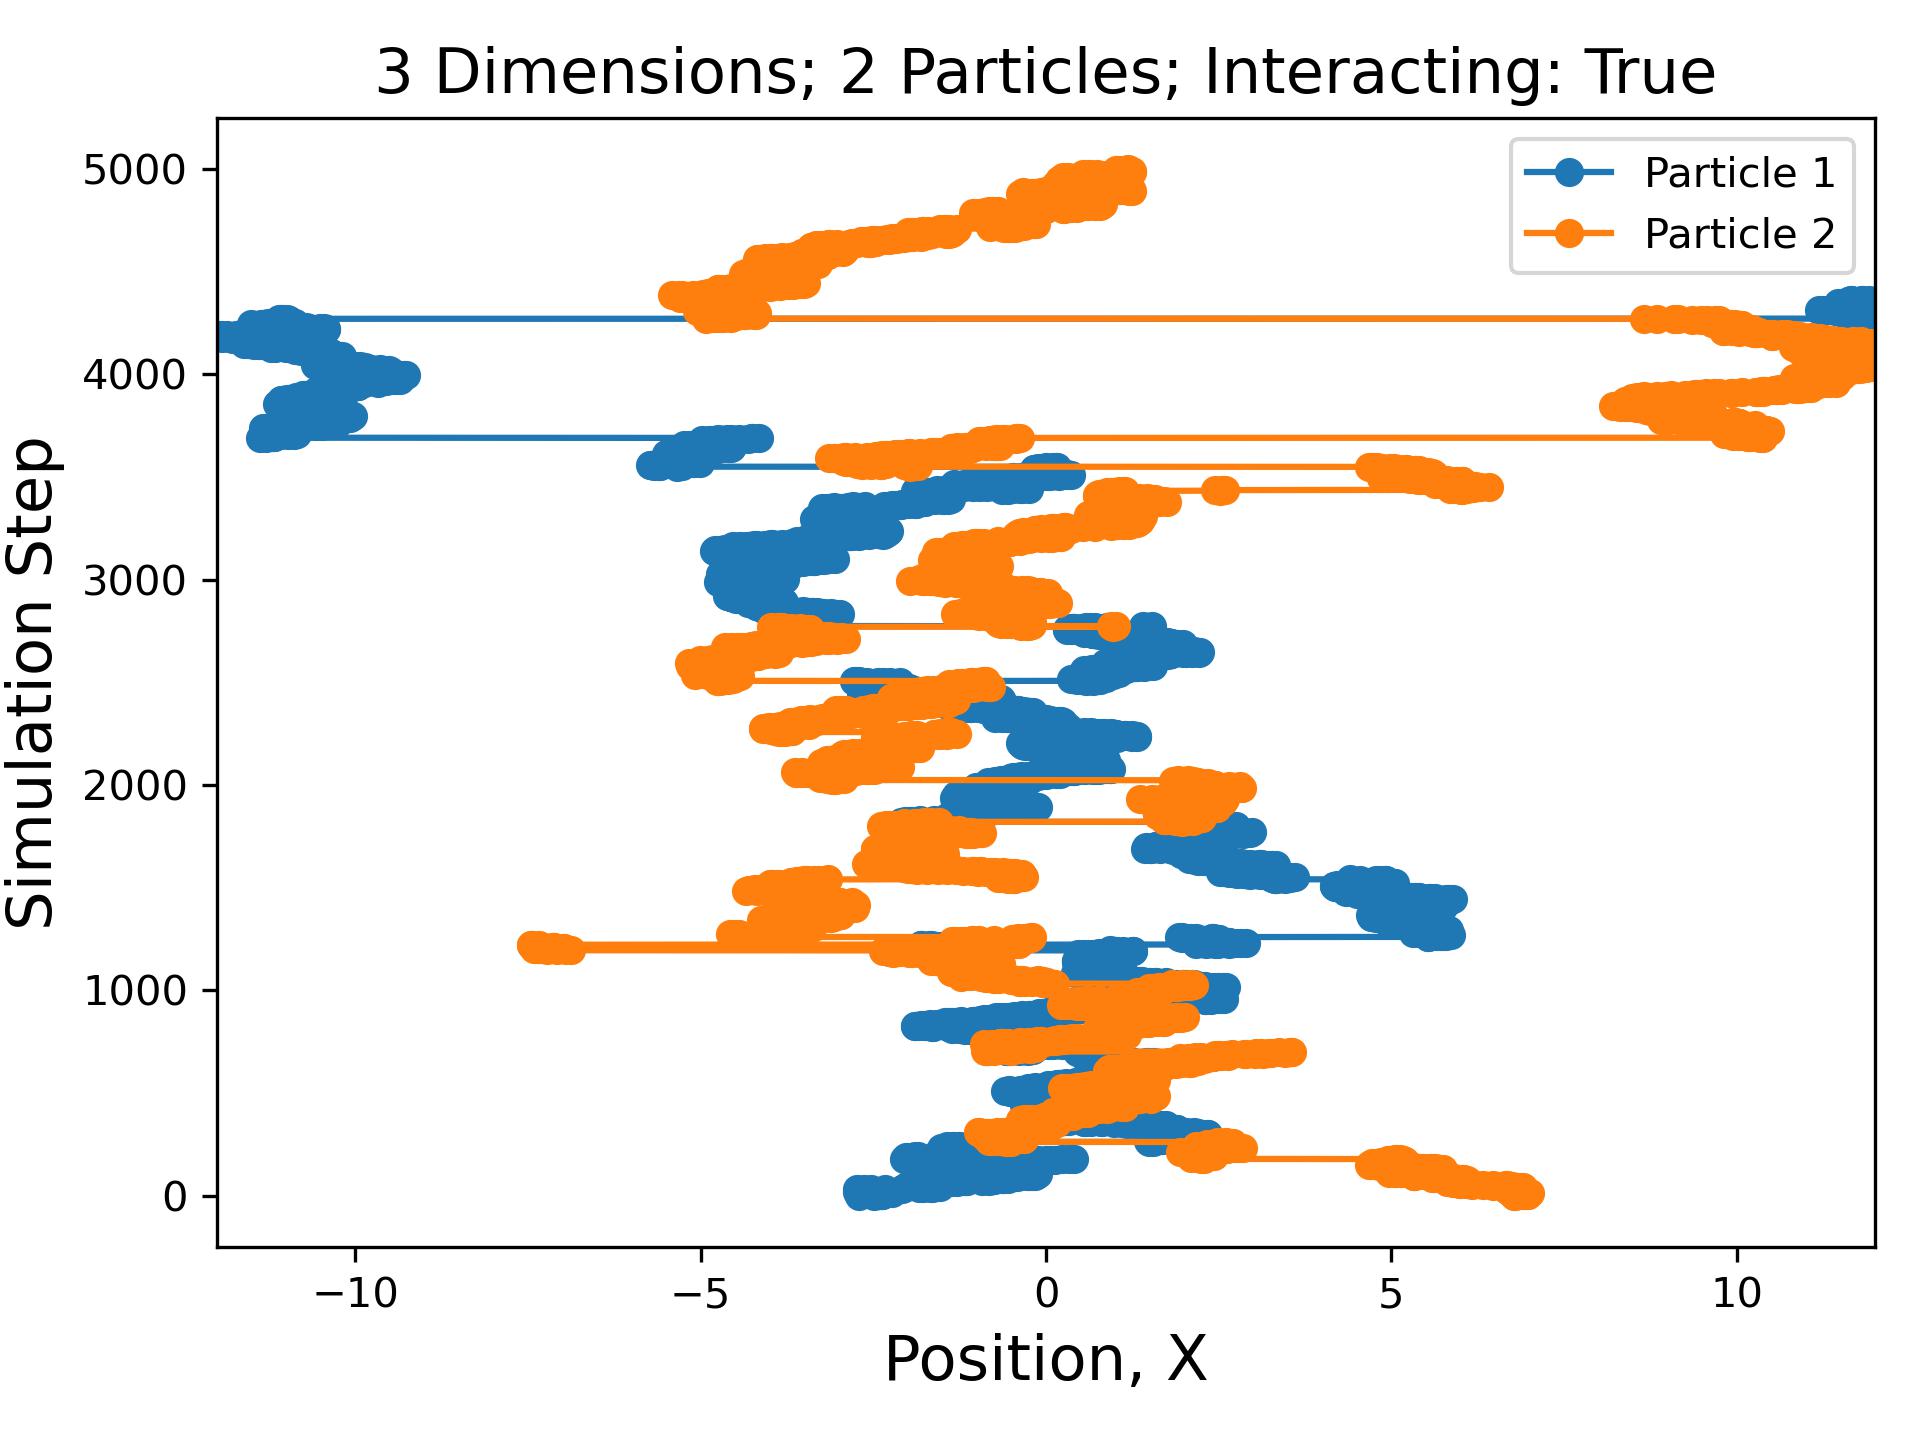 3 Dimensions; 2 Particles; Interacting: True
Particle 1
Particle 2
5000
4000
3000
2000
1000
0
Simulation Step
−10
−5
0
5
10
Position, X